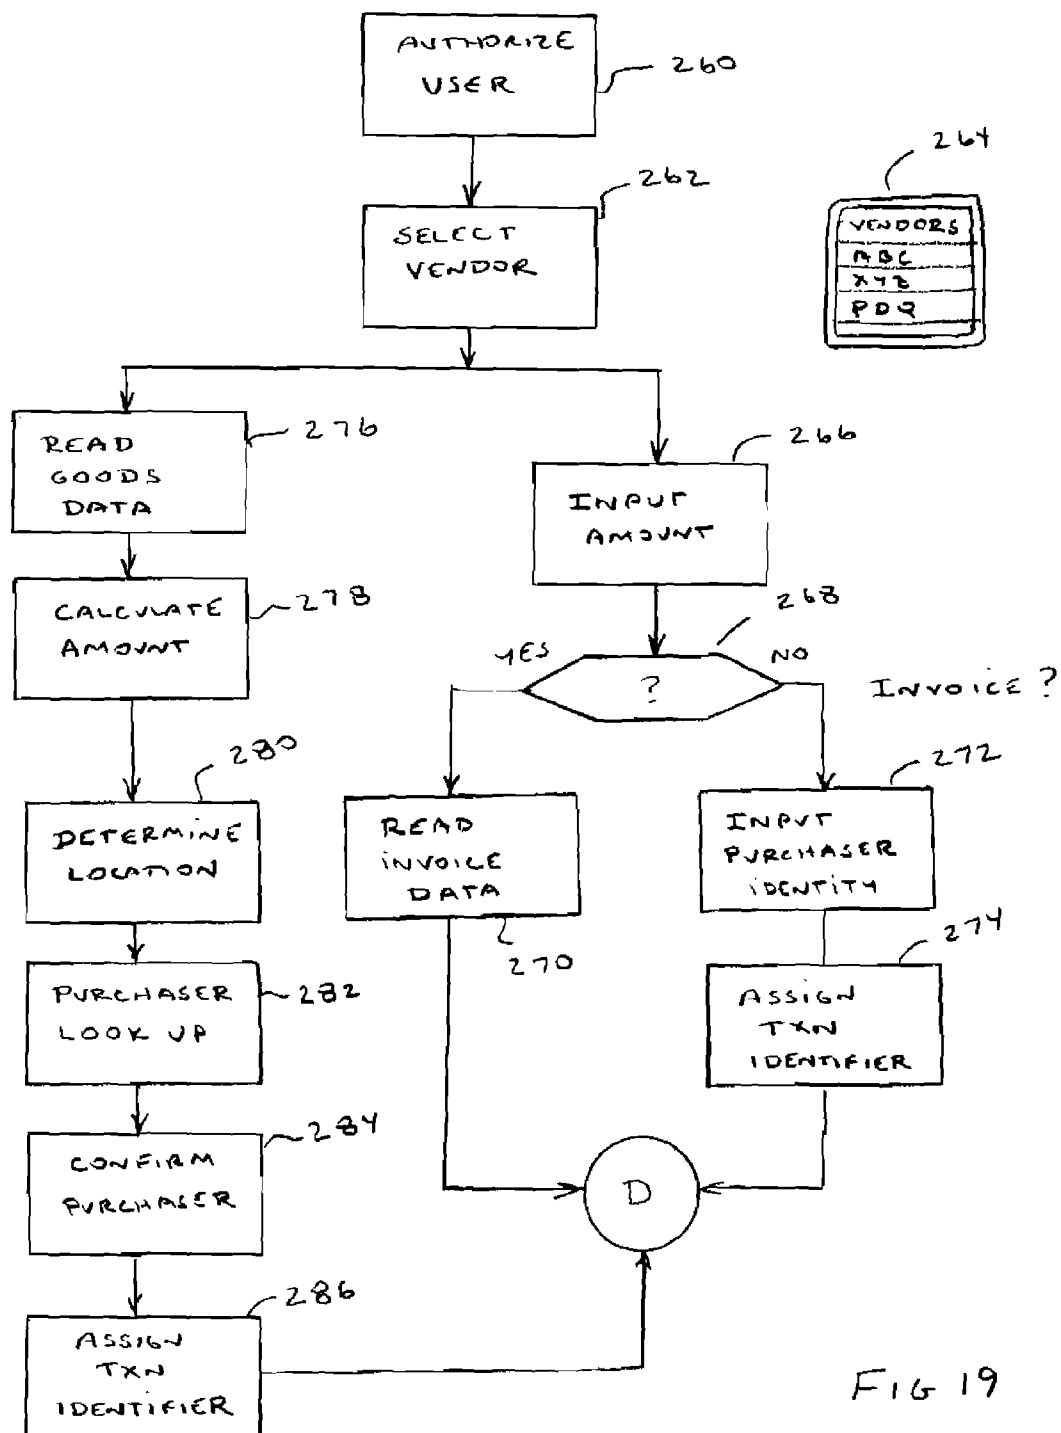 AUTHORIZE
USER
260
SELECT
VENDOR
262
264
VENDORS
ABC
XYZ
PDQ
READ
GOODS
DATA
276
INPUT
AMOUNT
266
CALCULATE
AMOUNT
278
268
YES
NO
?
INVOICE ?
280
DETERMINE
LOCATION
READ
INVOICE
DATA
270
272
INPUT
PURCHASER
IDENTITY
274
ASSIGN
TXN
IDENTIFIER
PURCHASER
LOOK UP
282
CONFIRM
PURCHASER
284
D
286
ASSIGN
TXN
IDENTIFIER
FIG 19